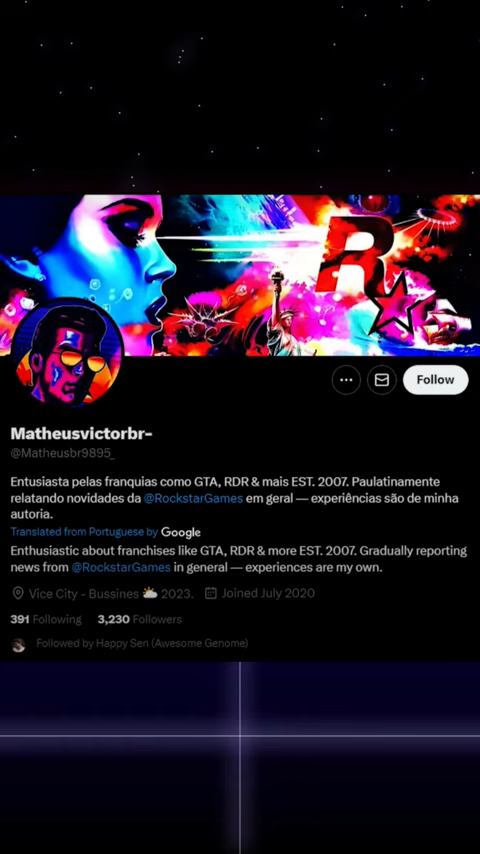 R
Follow
Matheusvictorbr-
@Matheusbr9895_
Entusiasta pelas franquias como GTA, RDR & mais EST. 2007. Paulatinamente
relatando novidades da @RockstarGames em geral — experiências são de minha
autoria.
Translated from Portuguese by Google
Enthusiastic about franchises like GTA, RDR & more EST. 2007. Gradually reporting
news from @RockstarGames in general — experiences are my own.
Vice City - Bussines ⛅ 2023. Joined July 2020
391 Following 3,230 Followers
Followed by Happy Sen (Awesome Genome)